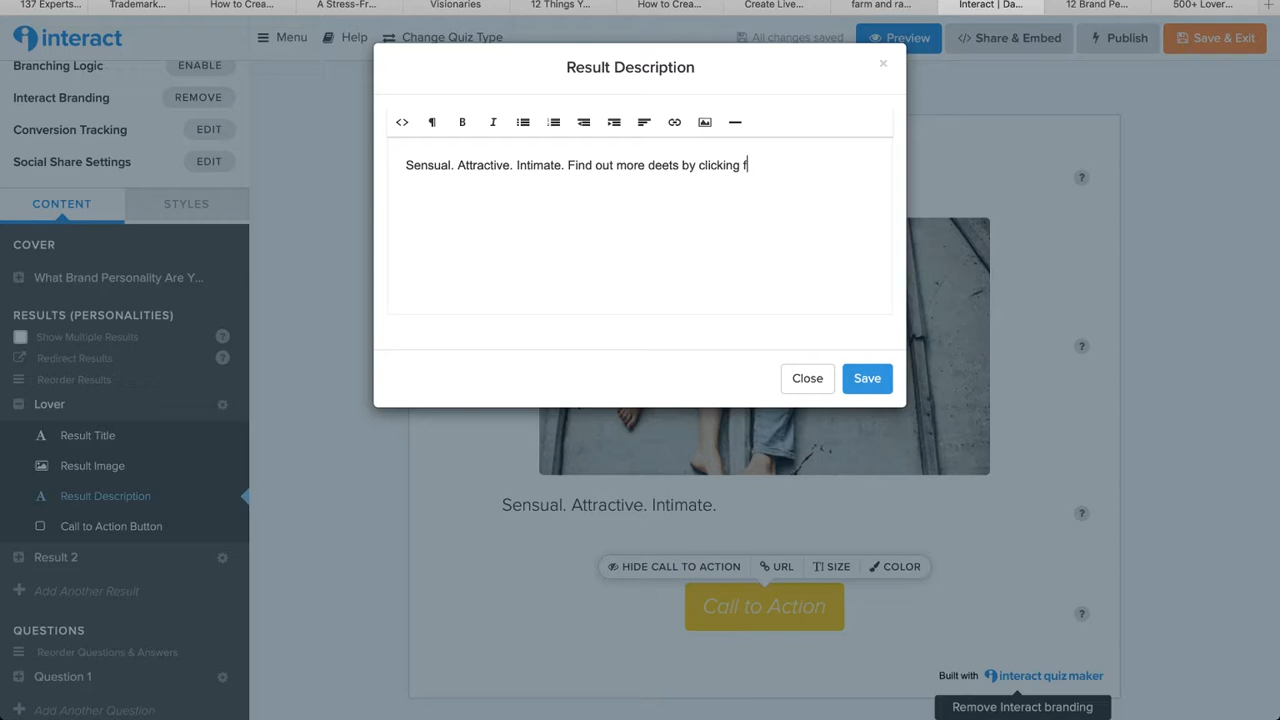 137 Experts...
Trademark...
How to Crea...
A Stress-Fr...
Visionaries
12 Things Y...
How to Crea...
Create Live...
farm and ra...
Interact | Da...
12 Brand Pe...
500+ Lover...
interact
Menu
Help
Change Quiz Type
All changes saved
Preview
</> Share & Embed
Publish
Save & Exit
Branching Logic
ENABLE
Interact Branding
REMOVE
Conversion Tracking
EDIT
Social Share Settings
EDIT
CONTENT
STYLES
COVER
What Brand Personality Are Y...
RESULTS (PERSONALITIES)
Show Multiple Results
?
Redirect Results
?
Reorder Results
Lover
Result Title
Result Image
Result Description
Call to Action Button
Result 2
Add Another Result
QUESTIONS
Reorder Questions & Answers
Question 1
Add Another Question
Result Description
×
Sensual. Attractive. Intimate. Find out more deets by clicking f
Close
Save
?
?
Sensual. Attractive. Intimate.
?
HIDE CALL TO ACTION
URL
SIZE
COLOR
Call to Action
?
Built with interact quiz maker
Remove Interact branding